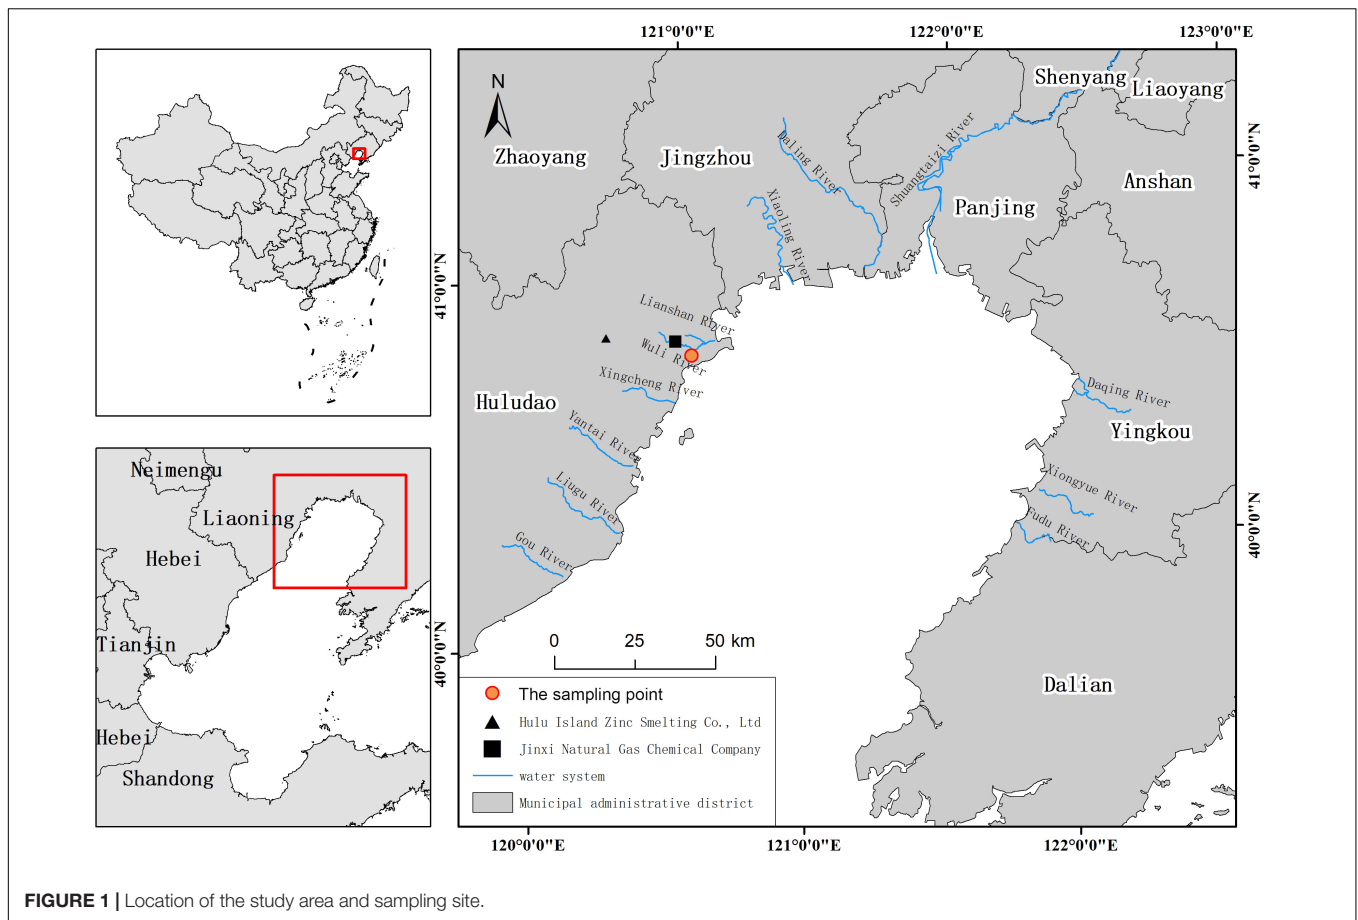 121°0'0"E
122°0'0"E
123°0'0"E
N
Zhaoyang
Jingzhou
Shenyang
Liaoyang
Anshan
Panjing
Daling River
Xiaoling River
Shuangtaizi River
41°0'0"N
41°0'0"N
Lianshan River
Wuli River
Xingcheng River
Huludao
Yantai River
Liugu River
Gou River
Daqing River
Yingkou
Xiongyue River
Fudu River
40°0'0"N
40°0'0"N
Dalian
Neimengu
Liaoning
Hebei
Tianjin
Hebei
Shandong
0 25 50 km
The sampling point
Hulu Island Zinc Smelting Co., Ltd
Jinxi Natural Gas Chemical Company
water system
Municipal administrative district
120°0'0"E
121°0'0"E
122°0'0"E
FIGURE 1 | Location of the study area and sampling site.